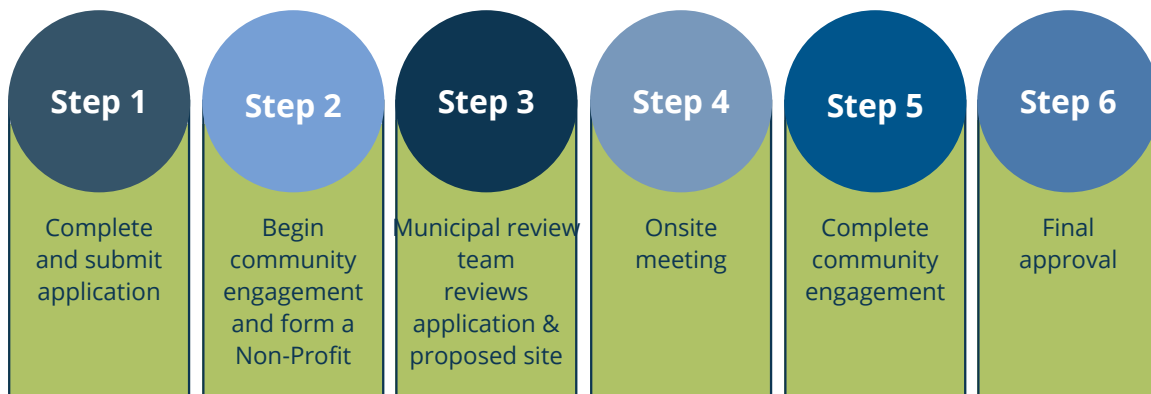 Step 1
Complete
and submit
application
Step 2
Begin
community
engagement
and form a
Non-Profit
Step 3
Municipal review
team
reviews
application &
proposed site
Step 4
Onsite
meeting
Step 5
Complete
community
engagement
Step 6
Final
approval